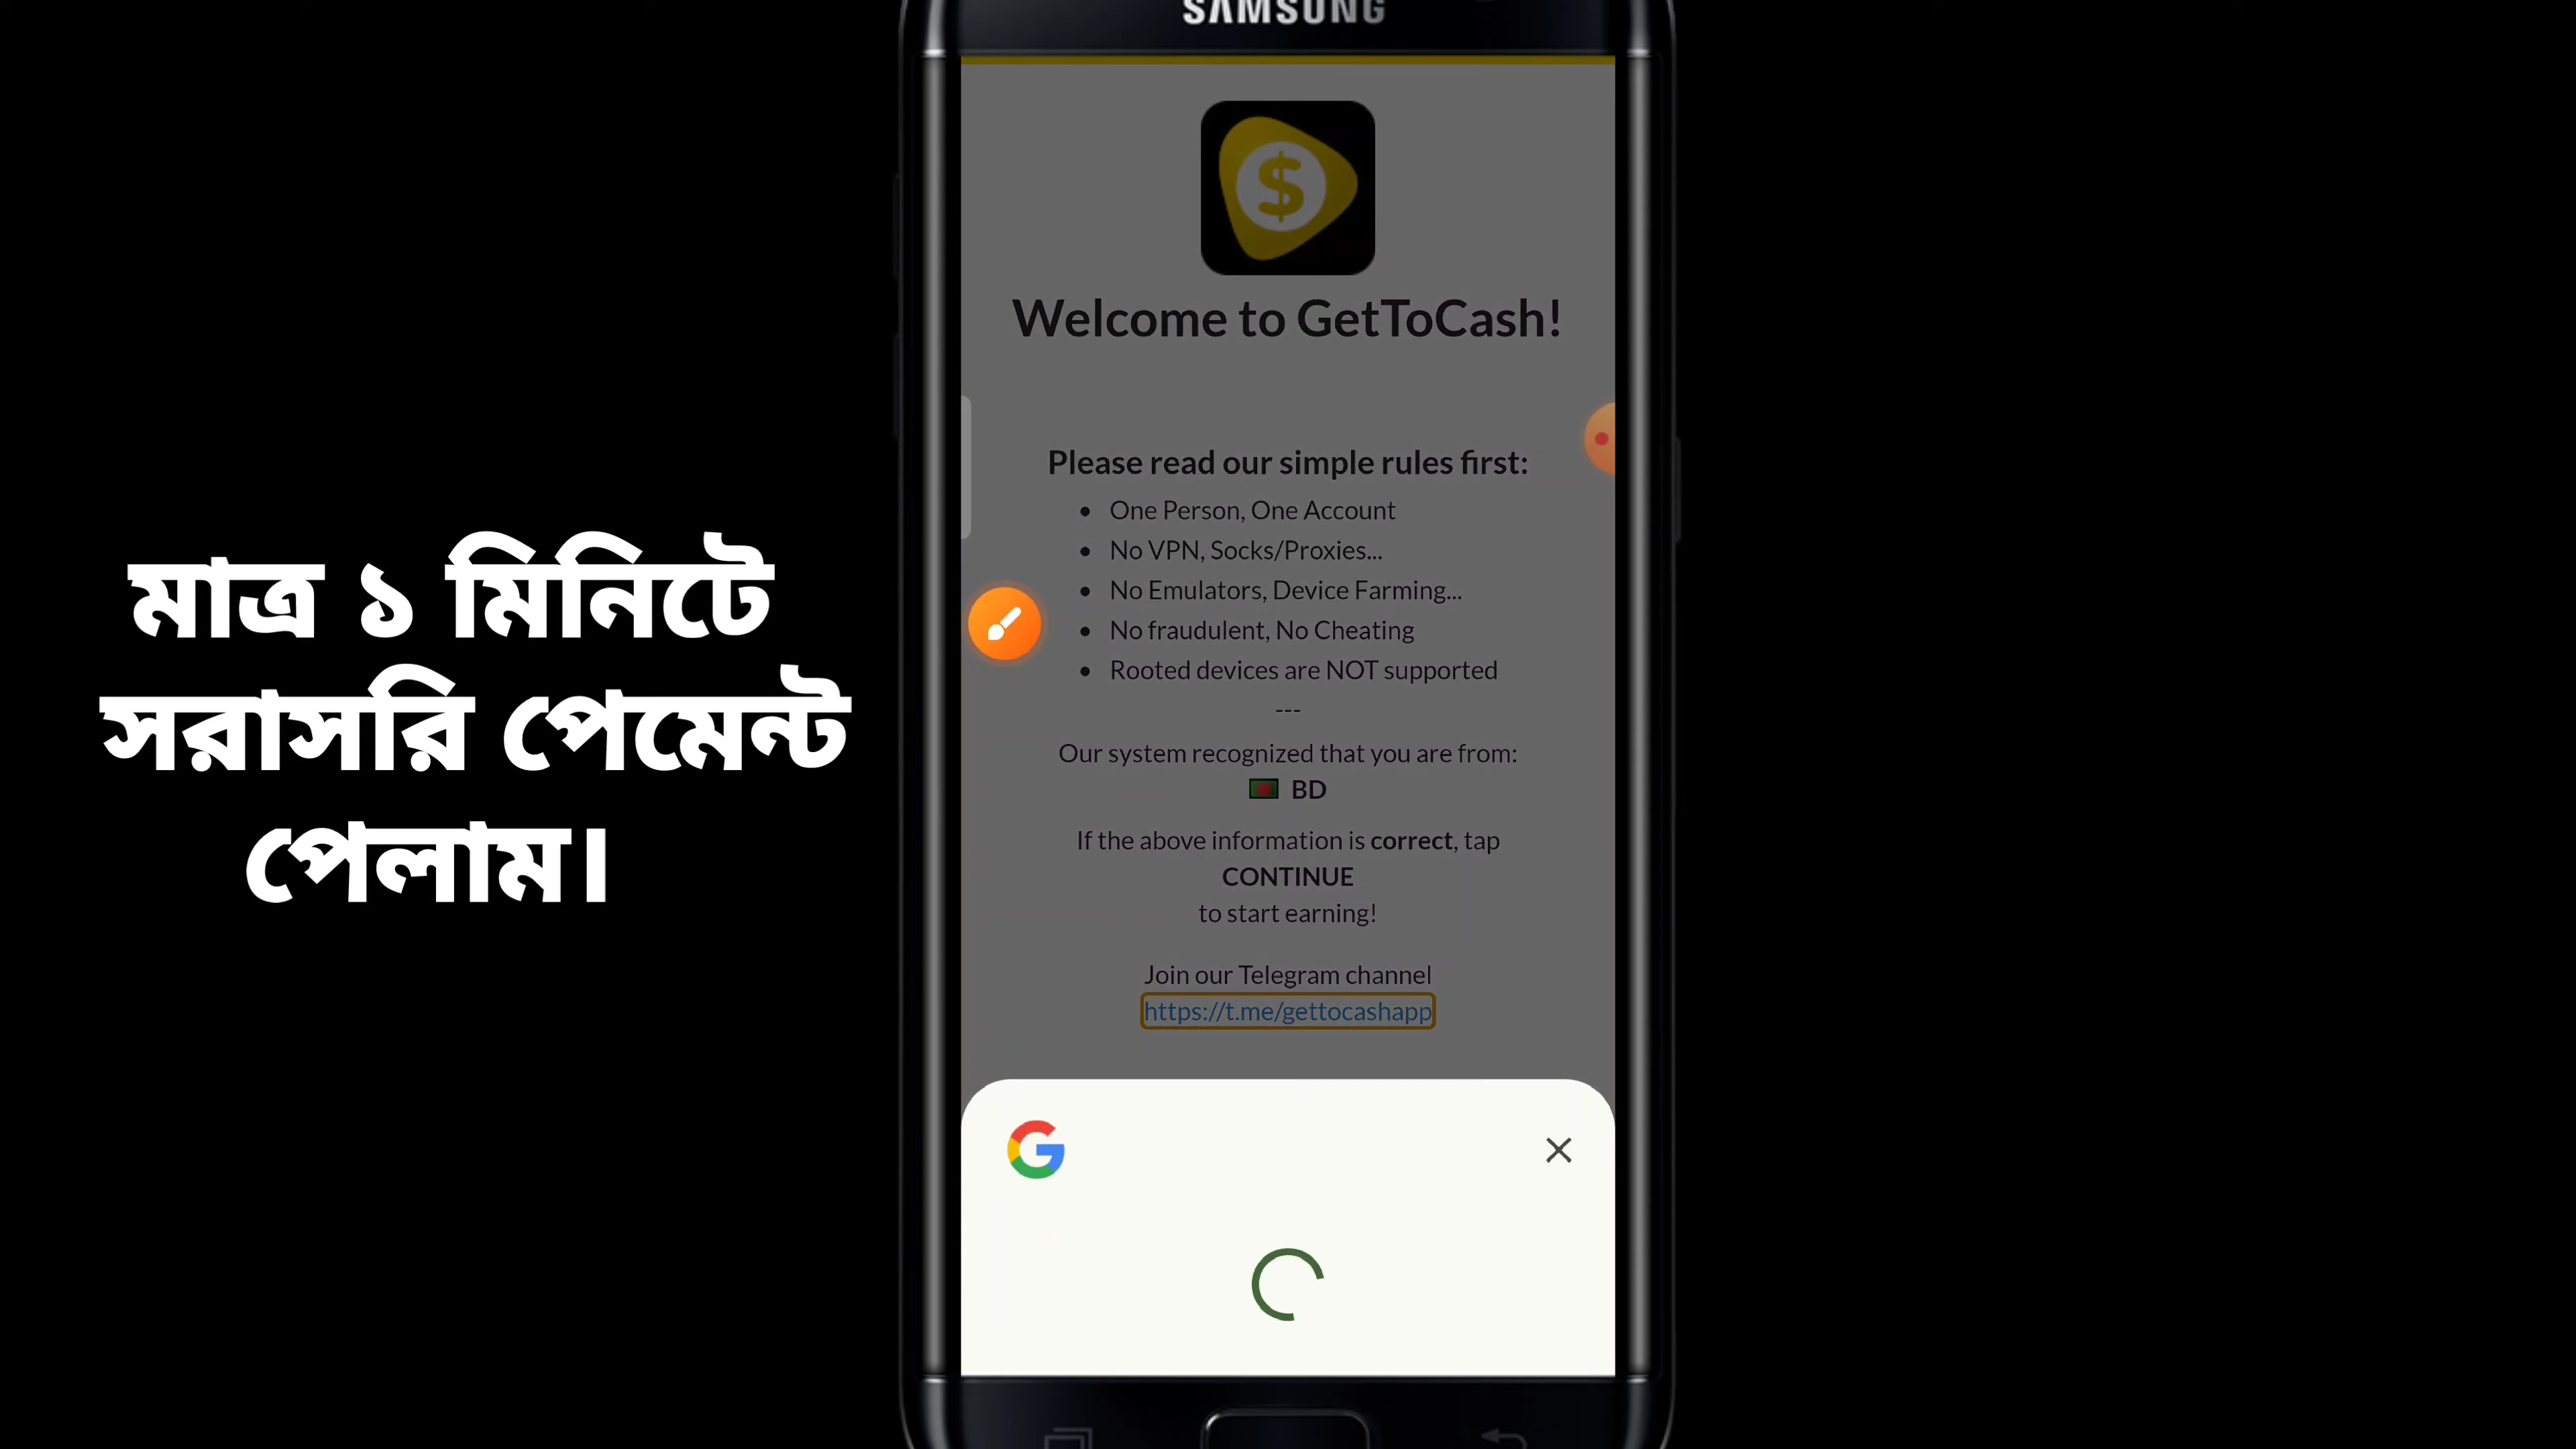 SAMSUNG
$
Welcome to GetToCash!
Please read our simple rules first:
• One Person, One Account
• No VPN, Socks/Proxies...
• No Emulators, Device Farming...
• No fraudulent, No Cheating
• Rooted devices are NOT supported
---
Our system recognized that you are from:
BD
If the above information is correct, tap
CONTINUE
to start earning!
Join our Telegram channel
https://t.me/gettocashapp
G
মাত্র ১ মিনিটে
সরাসরি পেমেন্ট
পেলাম।